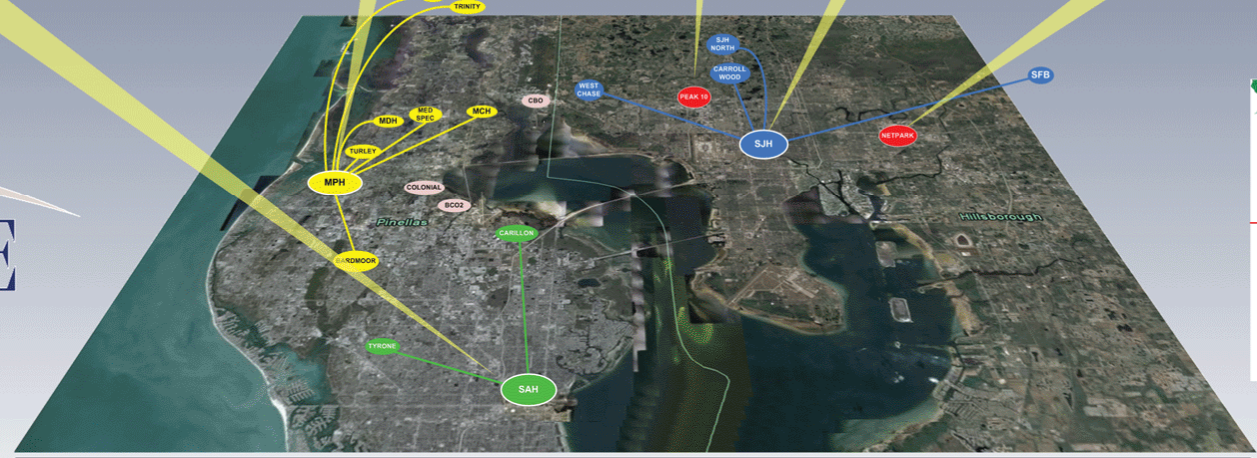 TRINITY
SJH
NORTH
CARROLL
WOOD
SFB
WEST
CHASE
PEAK 10
CBO
MED
SPEC
MCH
MDH
NETPARK
SJH
TURLEY
MPH
COLONIAL
BCO2
Pinellas
Hillsborough
CARILLON
BARDMOOR
TYRONE
SAH
E